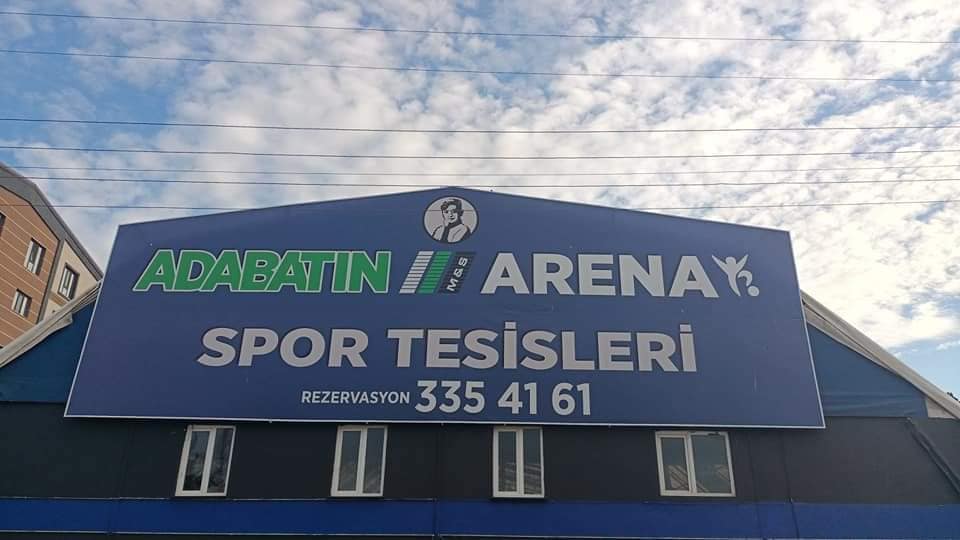 ADABATIN M&S ARENA
SPOR TESİSLERİ
REZERVASYON 335 41 61